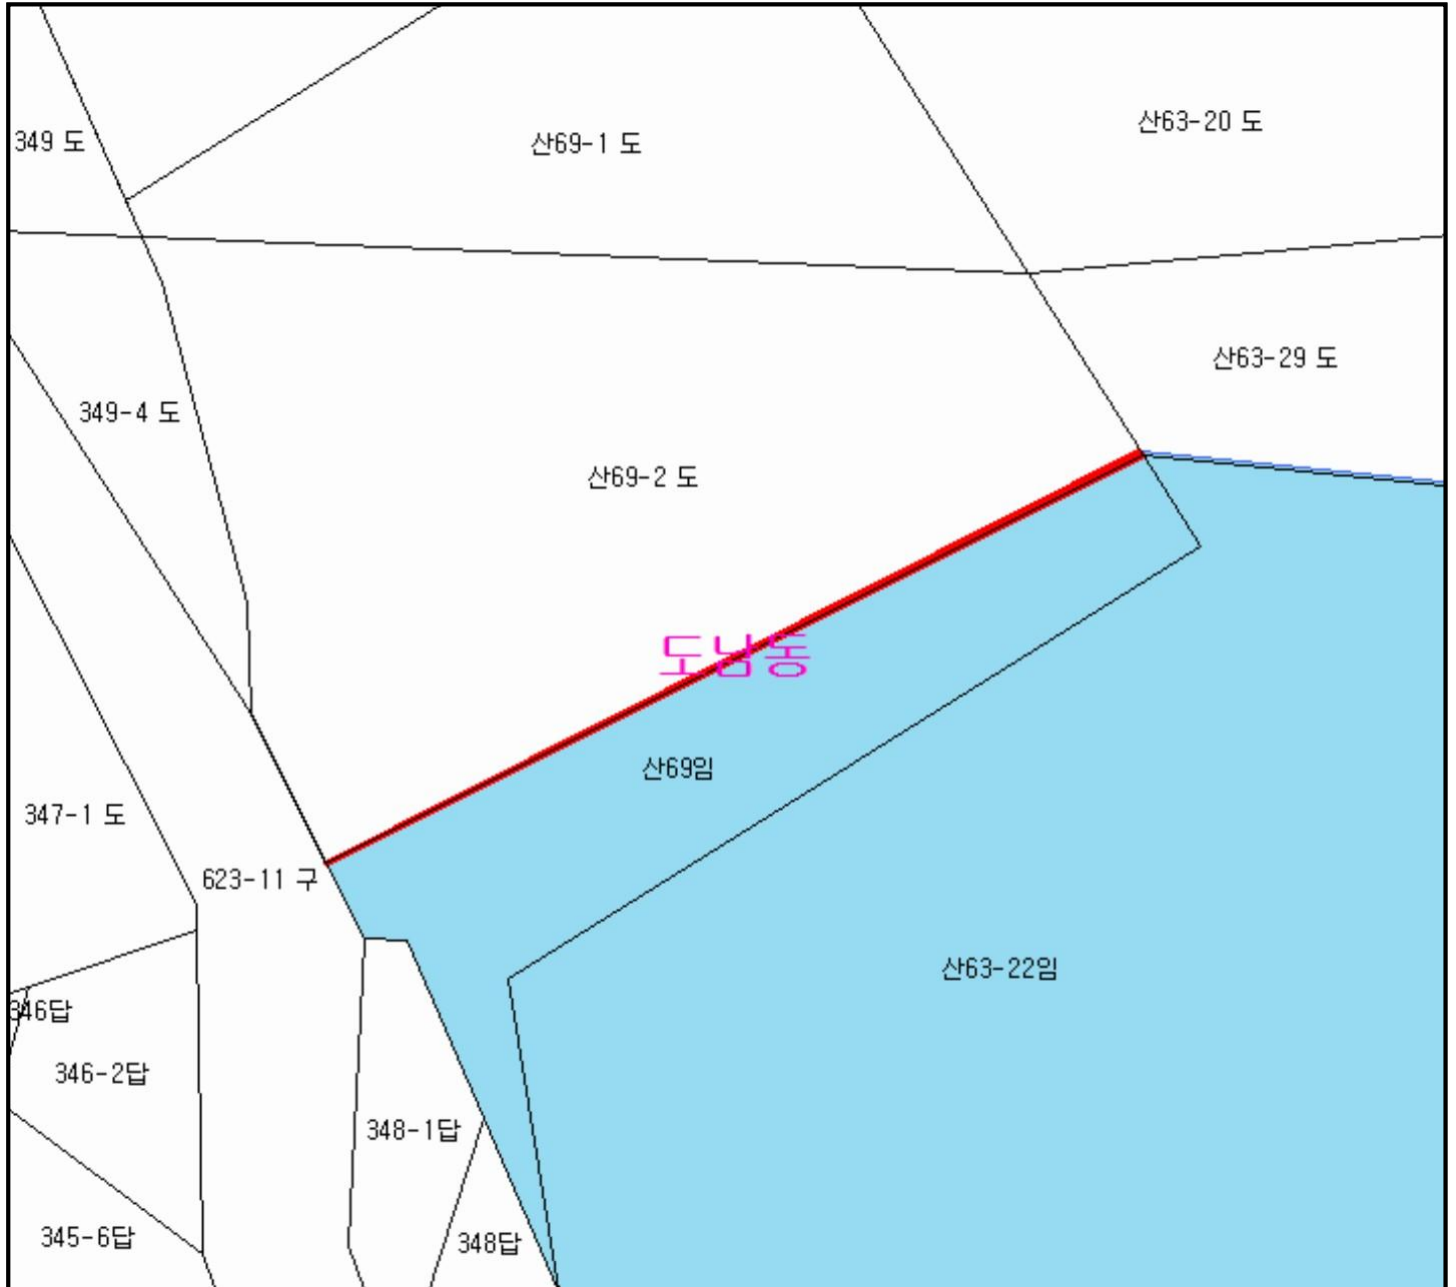 산63-20 도
349 도
산69-1 도
산63-29 도
349-4 도
산69-2 도
도남동
산69임
347-1 도
623-11 구
산63-22임
346답
346-2답
348-1답
345-6답
348답